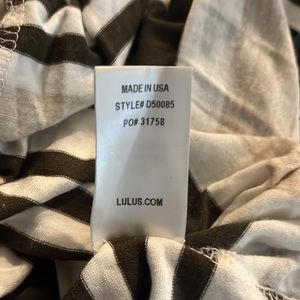 MADE IN USA
STYLE# D50085
PO# 31758
LULUS.COM